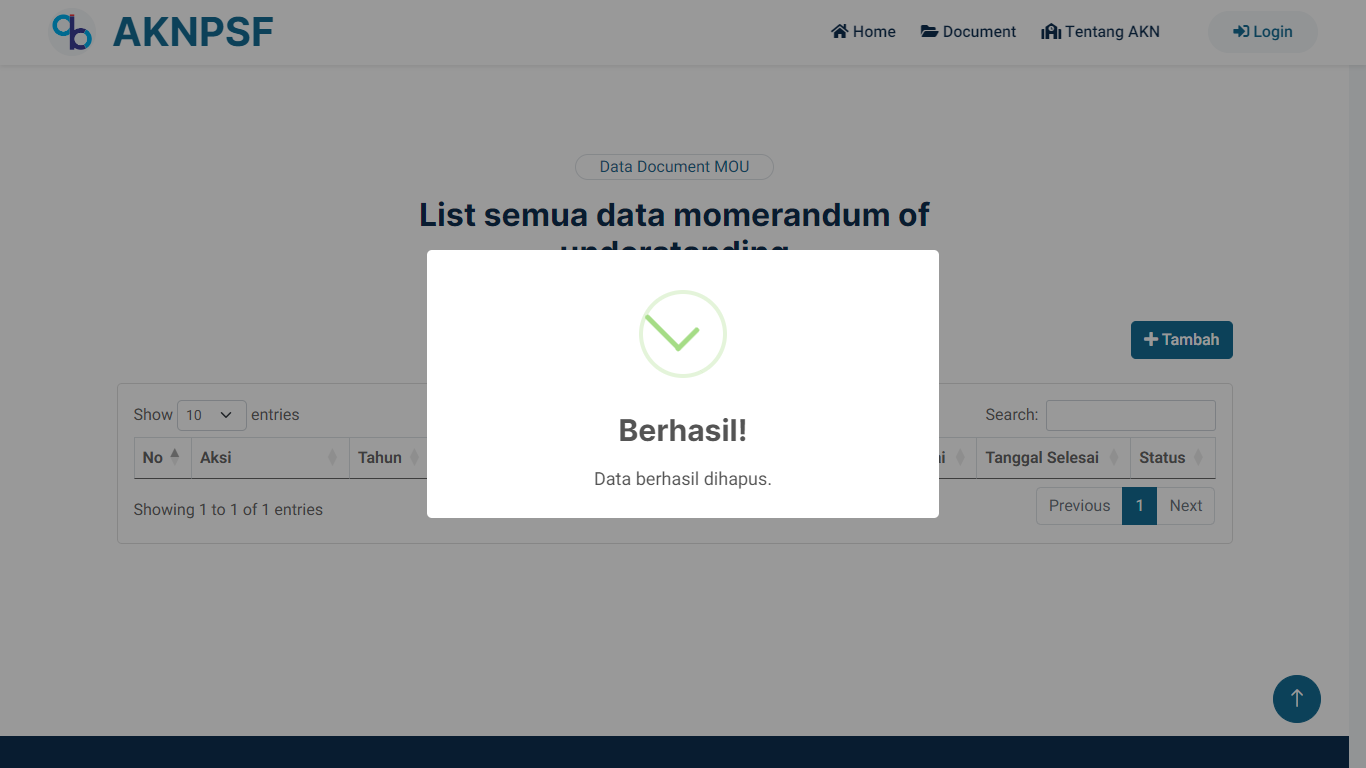 AKNPSF
Home
Document
Tentang AKN
Login
Data Document MOU
List semua data momerandum of
understanding
Tambah
Berhasil!
Data berhasil dihapus.
Show 10 entries
Search:
No
Aksi
Tahun
Tanggal Selesai
Status
Showing 1 to 1 of 1 entries
Previous
1
Next